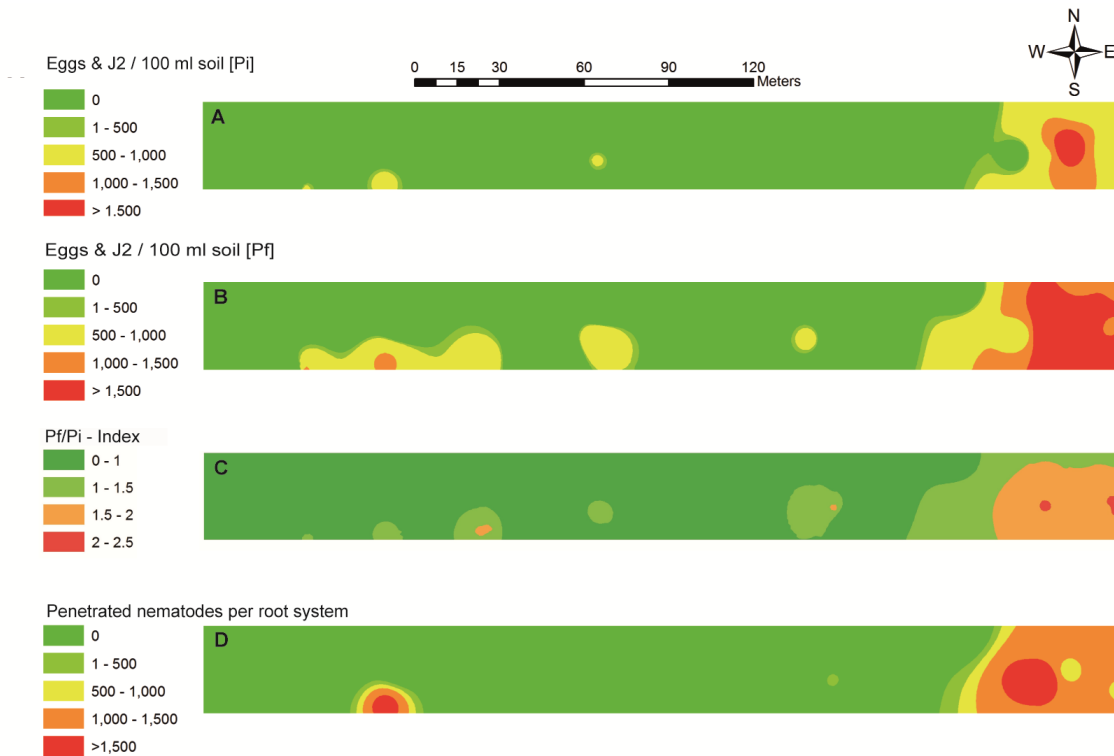 N
W E
S
Eggs & J2 / 100 ml soil [Pi]
0 15 30 60 90 120
Meters
0
1 - 500
500 - 1,000
1,000 - 1,500
> 1.500
A
Eggs & J2 / 100 ml soil [Pf]
0
1 - 500
500 - 1,000
1,000 - 1,500
> 1,500
B
Pf/Pi - Index
0 - 1
1 - 1.5
1.5 - 2
2 - 2.5
C
Penetrated nematodes per root system
0
1 - 500
500 - 1,000
1,000 - 1,500
>1,500
D